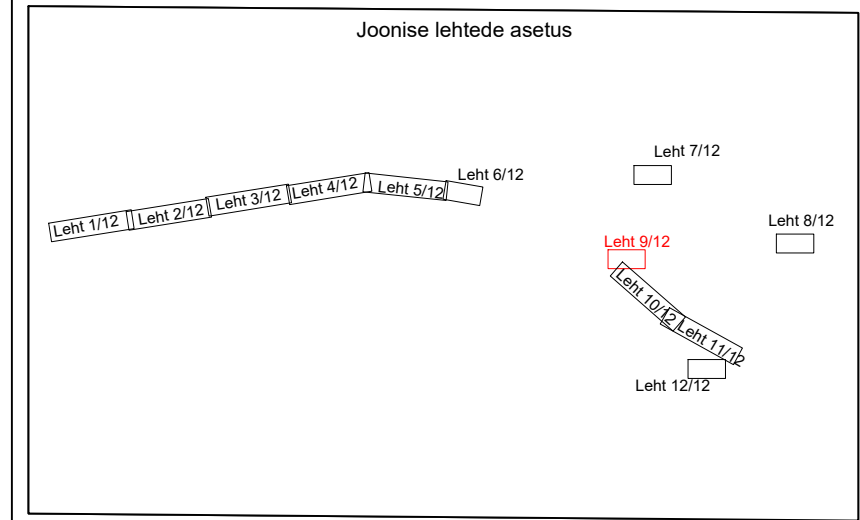 Joonise lehtede asetus
Leht 1/12
Leht 2/12
Leht 3/12
Leht 4/12
Leht 5/12
Leht 6/12
Leht 7/12
Leht 8/12
Leht 9/12
Leht 10/12
Leht 11/12
Leht 12/12